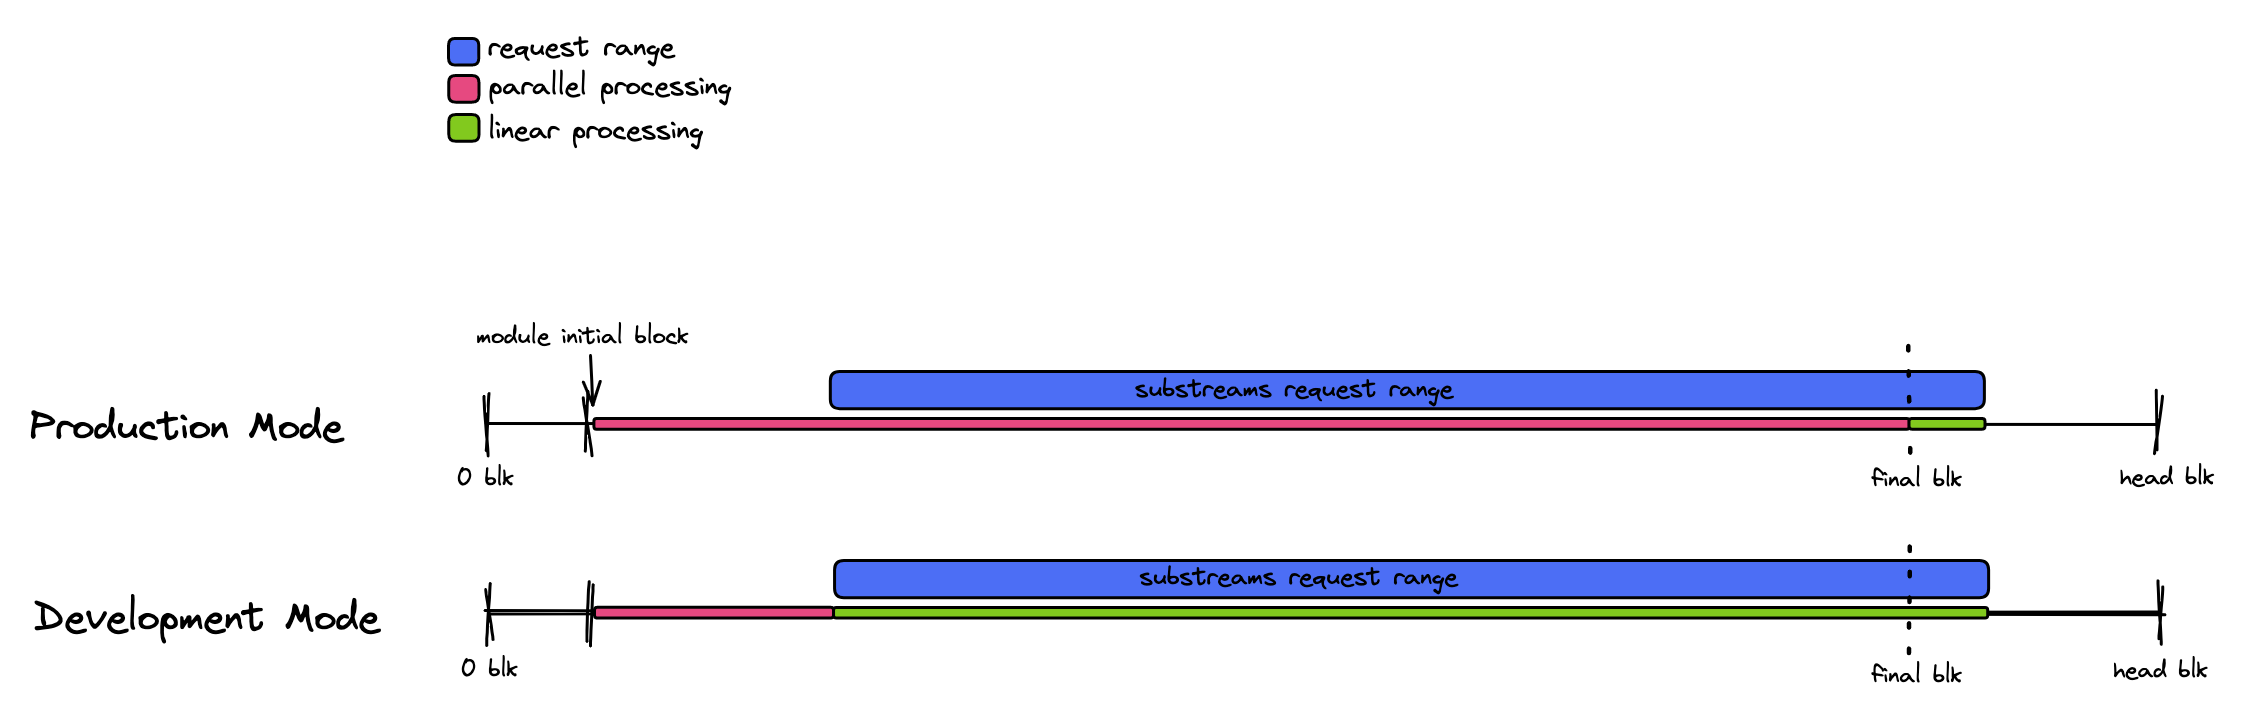 request range
parallel processing
linear processing
module initial block
substreams request range
Production Mode
0 blk
final blk
head blk
substreams request range
Development Mode
0 blk
final blk
head blk